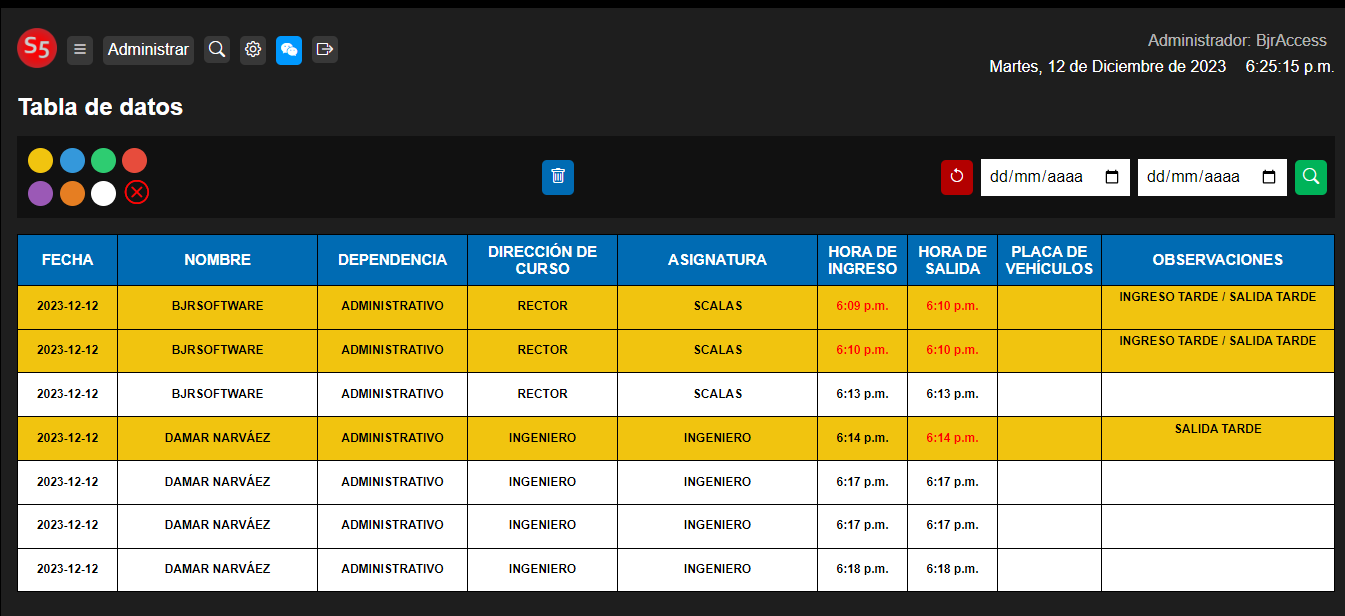 S5 Administrar
Administrador: BjrAccess
Martes, 12 de Diciembre de 2023 6:25:15 p.m.
Tabla de datos
dd/mm/aaaa dd/mm/aaaa
FECHA NOMBRE DEPENDENCIA DIRECCIÓN DE CURSO ASIGNATURA HORA DE INGRESO HORA DE SALIDA PLACA DE VEHÍCULOS OBSERVACIONES
2023-12-12 BJRSOFTWARE ADMINISTRATIVO RECTOR SCALAS 6:09 p.m. 6:10 p.m. INGRESO TARDE / SALIDA TARDE
2023-12-12 BJRSOFTWARE ADMINISTRATIVO RECTOR SCALAS 6:10 p.m. 6:10 p.m. INGRESO TARDE / SALIDA TARDE
2023-12-12 BJRSOFTWARE ADMINISTRATIVO RECTOR SCALAS 6:13 p.m. 6:13 p.m.
2023-12-12 DAMAR NARVÁEZ ADMINISTRATIVO INGENIERO INGENIERO 6:14 p.m. 6:14 p.m. SALIDA TARDE
2023-12-12 DAMAR NARVÁEZ ADMINISTRATIVO INGENIERO INGENIERO 6:17 p.m. 6:17 p.m.
2023-12-12 DAMAR NARVÁEZ ADMINISTRATIVO INGENIERO INGENIERO 6:17 p.m. 6:17 p.m.
2023-12-12 DAMAR NARVÁEZ ADMINISTRATIVO INGENIERO INGENIERO 6:18 p.m. 6:18 p.m.